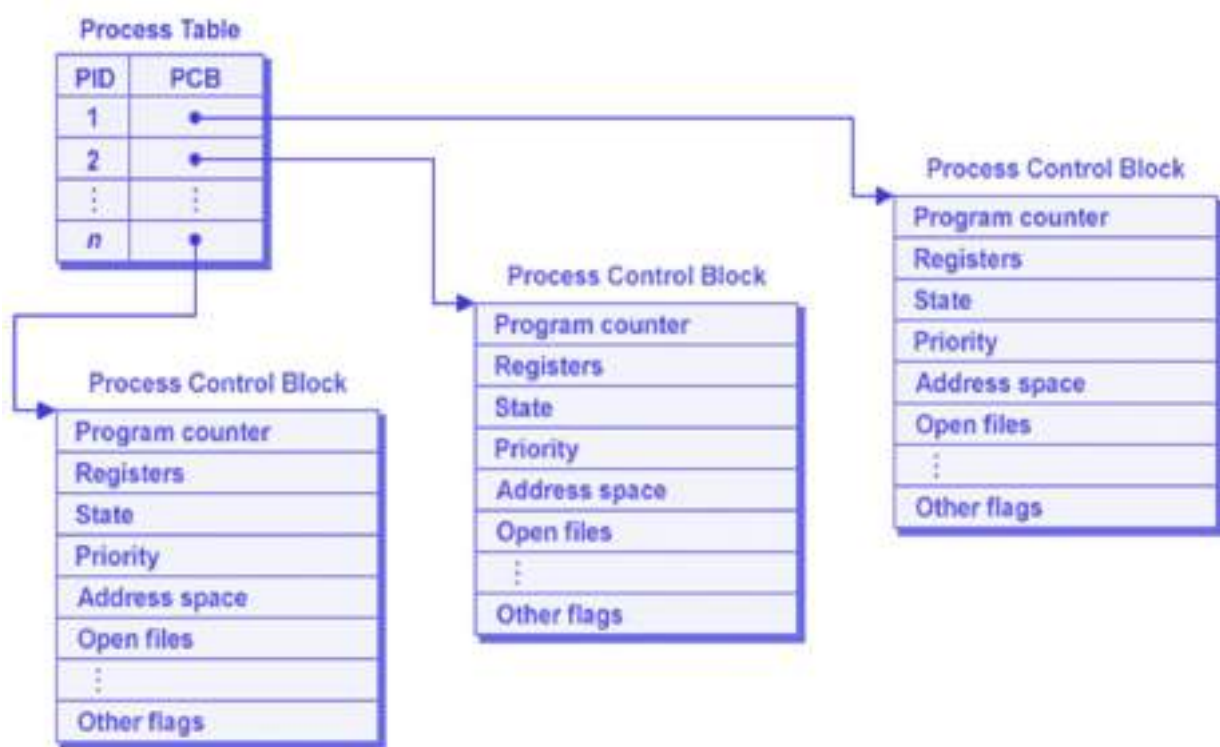 Process Table
PID PCB
1
2
⋮ ⋮
n
Process Control Block
Program counter
Registers
State
Priority
Address space
Open files
⋮
Other flags
Process Control Block
Program counter
Registers
State
Priority
Address space
Open files
⋮
Other flags
Process Control Block
Program counter
Registers
State
Priority
Address space
Open files
⋮
Other flags